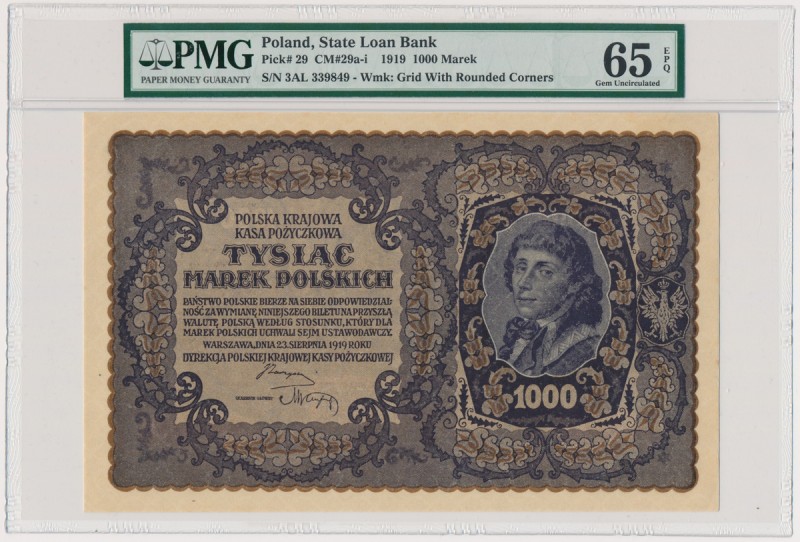 PMG
PAPER MONEY GUARANTY
Poland, State Loan Bank
Pick# 29 CM#29a-i 1919 1000 Marek
S/N 3AL 339849 - Wmk: Grid With Rounded Corners
65 EPQ
Gem Uncirculated
POLSKA KRAJOWA
KASA POŻYCZKOWA
TYSIĄC
MAREK POLSKICH
PAŃSTWO POLSKIE BIERZE NA SIEBIE ODPOWIEDZIAL-
NOŚĆ ZA WYMIANĘ NINIEJSZEGO BILETU NA PRZYSZŁĄ
WALUTĘ POLSKĄ WEDŁUG STOSUNKU, KTÓRY DLA
MAREK POLSKICH UCHWALI SEJM USTAWODAWCZY.
WARSZAWA, DNIA 23. SIERPNIA 1919 ROKU
DYREKCJA POLSKIEJ KRAJOWEJ KASY POŻYCZKOWEJ
1000